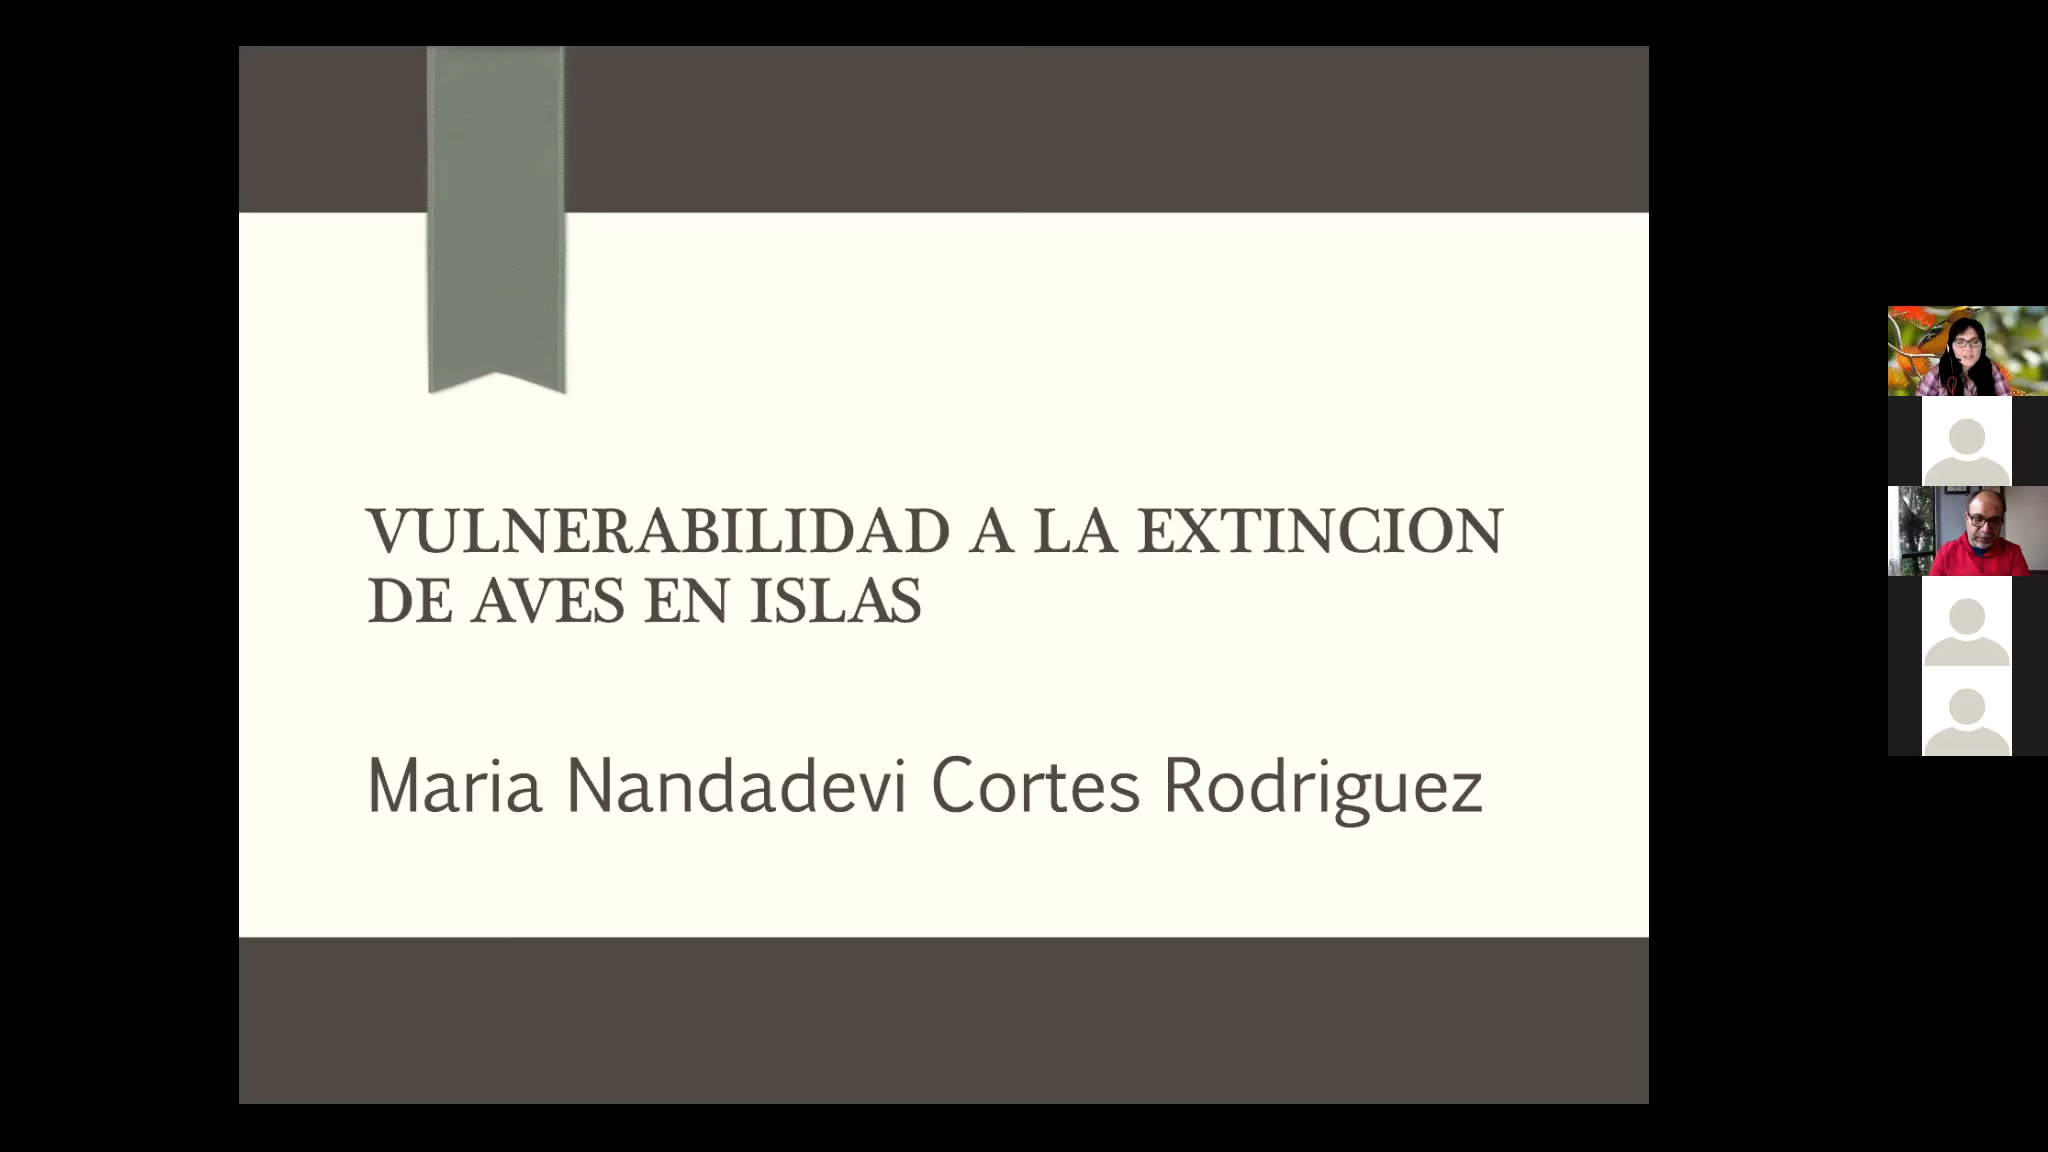 VULNERABILIDAD A LA EXTINCION
DE AVES EN ISLAS
Maria Nandadevi Cortes Rodriguez